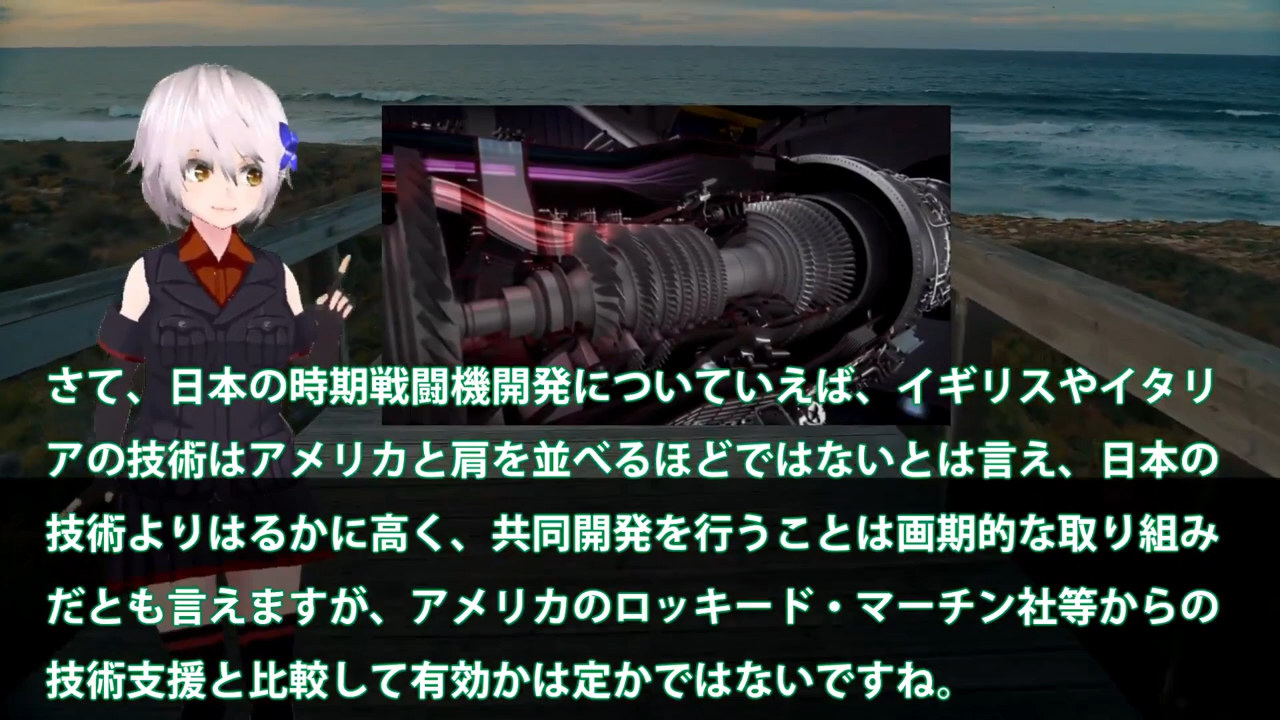 さて、日本の時期戦闘機開発についていえば、イギリスやイタリ
アの技術はアメリカと肩を並べるほどではないとは言え、日本の
技術よりはるかに高く、共同開発を行うことは画期的な取り組み
だとも言えますが、アメリカのロッキード・マーチン社等からの
技術支援と比較して有効かは定かではないですね。